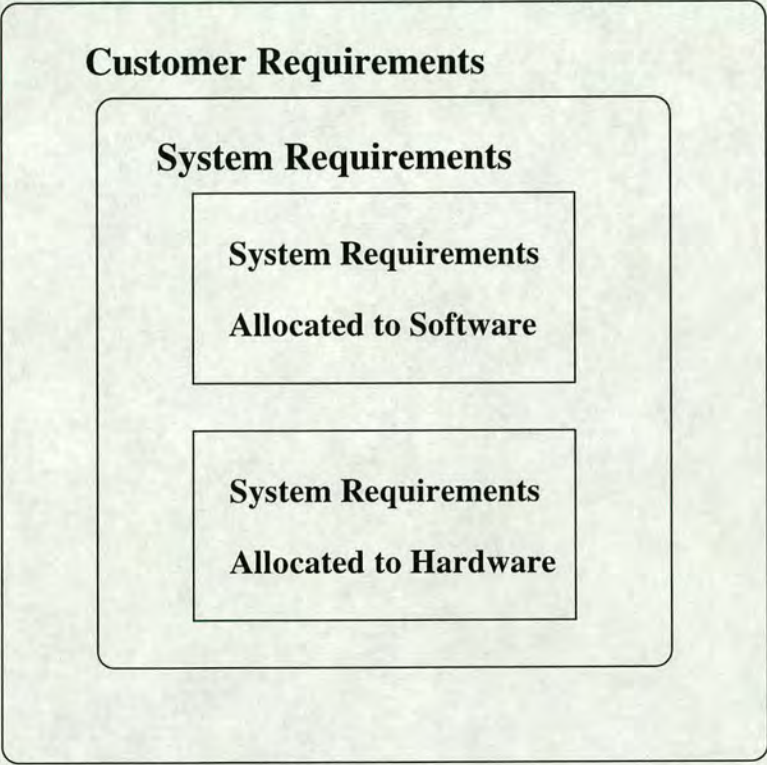 Customer Requirements
System Requirements
System Requirements
Allocated to Software
System Requirements
Allocated to Hardware